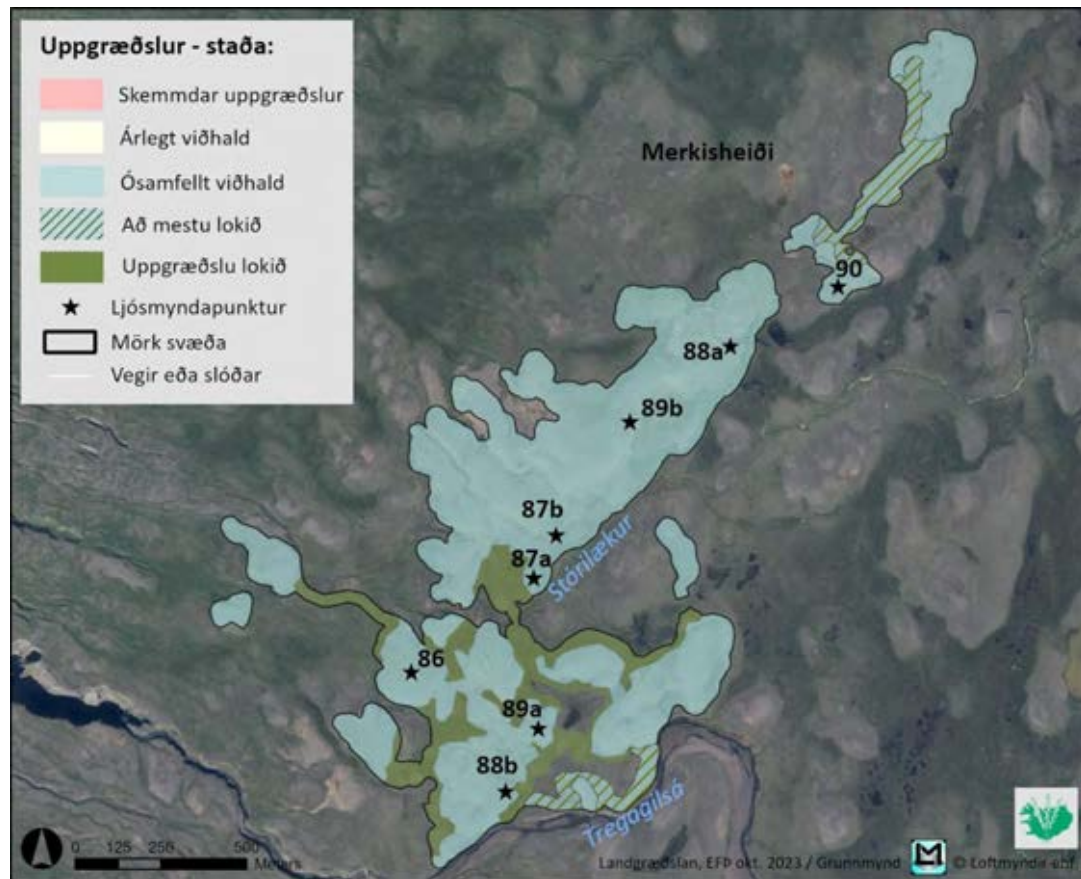 Uppgræðslur - staða:
Skemmdar uppgræðslur
Árlegt viðhald
Ósamfellt viðhald
Að mestu lokið
Uppgræðslu lokið
Ljósmyndapunktur
Mörk svæða
Vegir eða slóðar
Merkisheiði
90
88a
89b
87b
87a
Stórilækur
86
89a
88b
Tregagilsá
0 125 250 500
Meters
Landgræðslan, EFÞ okt. 2023 / Grunnmynd M © Loftmyndir ehf